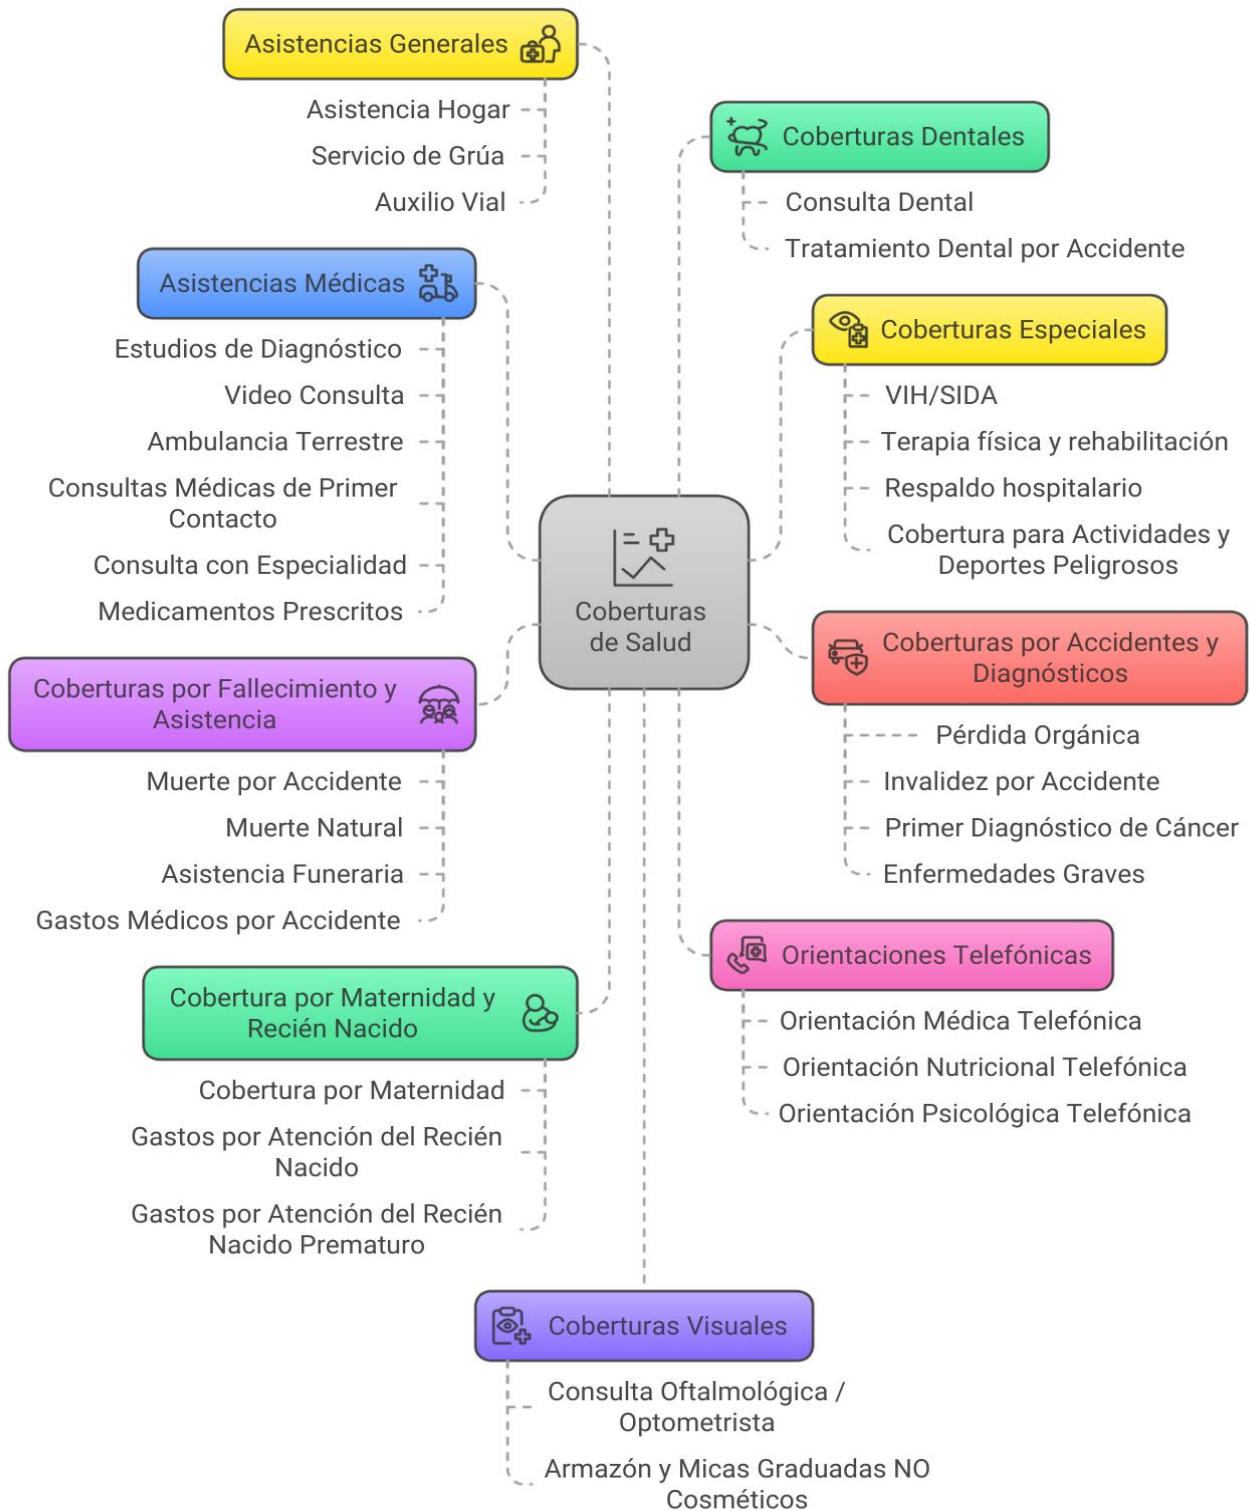 Asistencias Generales
Asistencia Hogar
Servicio de Grúa
Auxilio Vial
Asistencias Médicas
Estudios de Diagnóstico
Video Consulta
Ambulancia Terrestre
Consultas Médicas de Primer
Contacto
Consulta con Especialidad
Medicamentos Prescritos
Coberturas por Fallecimiento y
Asistencia
Muerte por Accidente
Muerte Natural
Asistencia Funeraria
Gastos Médicos por Accidente
Cobertura por Maternidad y
Recién Nacido
Cobertura por Maternidad
Gastos por Atención del Recién
Nacido
Gastos por Atención del Recién
Nacido Prematuro
Coberturas
de Salud
Coberturas Dentales
Consulta Dental
Tratamiento Dental por Accidente
Coberturas Especiales
VIH/SIDA
Terapia física y rehabilitación
Respaldo hospitalario
Cobertura para Actividades y
Deportes Peligrosos
Coberturas por Accidentes y
Diagnósticos
Pérdida Orgánica
Invalidez por Accidente
Primer Diagnóstico de Cáncer
Enfermedades Graves
Orientaciones Telefónicas
Orientación Médica Telefónica
Orientación Nutricional Telefónica
Orientación Psicológica Telefónica
Coberturas Visuales
Consulta Oftalmológica /
Optometrista
Armazón y Micas Graduadas NO
Cosméticos